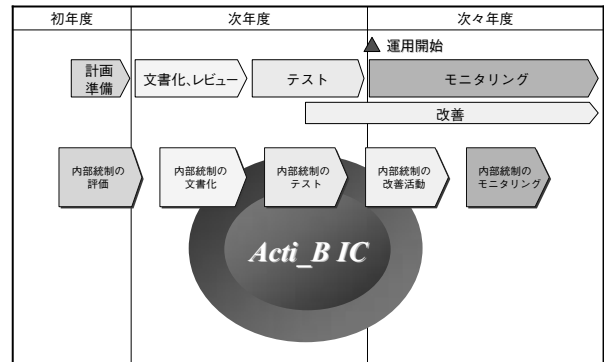 初年度
次年度
次々年度
▲ 運用開始
計画
準備
文書化、レビュー
テスト
モニタリング
改善
内部統制の
評価
内部統制の
文書化
内部統制の
テスト
内部統制の
改善活動
内部統制の
モニタリング
Acti_B IC